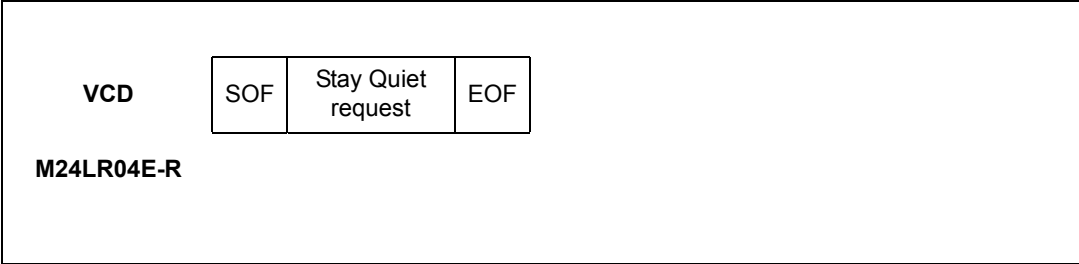 VCD
SOF
Stay Quiet
request
EOF
M24LR04E-R